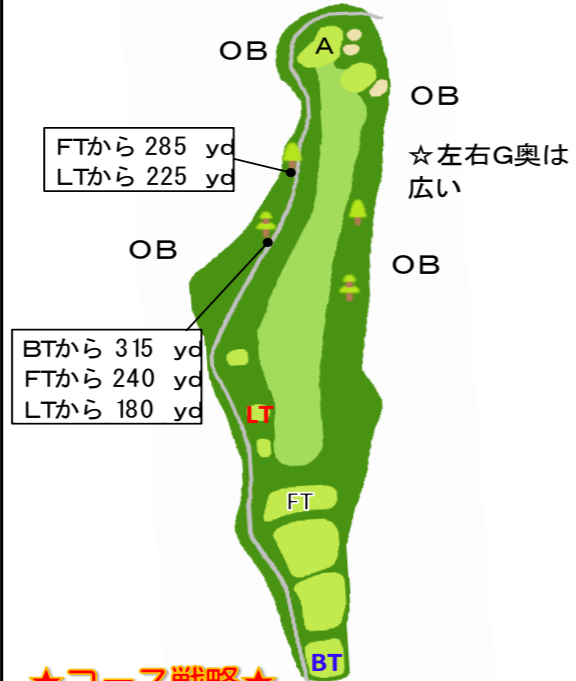 A
OB
OB
FTから 285 yd
LTから 225 yd
☆左右G奥は
広い
OB
OB
BTから 315 yd
FTから 240 yd
LTから 180 yd
LT
FT
BT
★コース戦略★